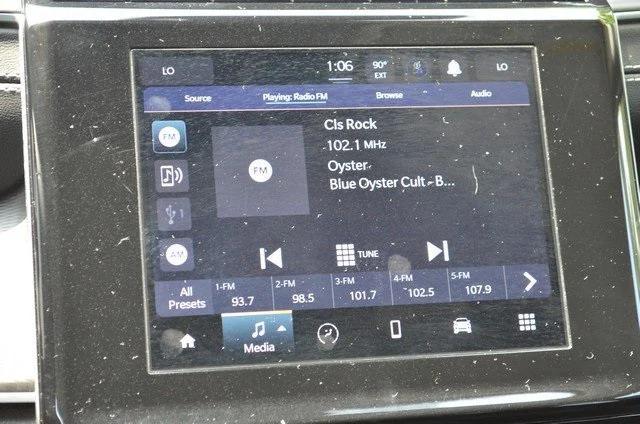 LO 1:06 90° EXT LO
Source Playing: Radio FM Browse Audio
FM
Cls Rock
102.1 MHz
Oyster
Blue Oyster Cult - B...
FM
1
AM
TUNE
All Presets
1-FM 93.7
2-FM 98.5
3-FM 101.7
4-FM 102.5
5-FM 107.9
Media